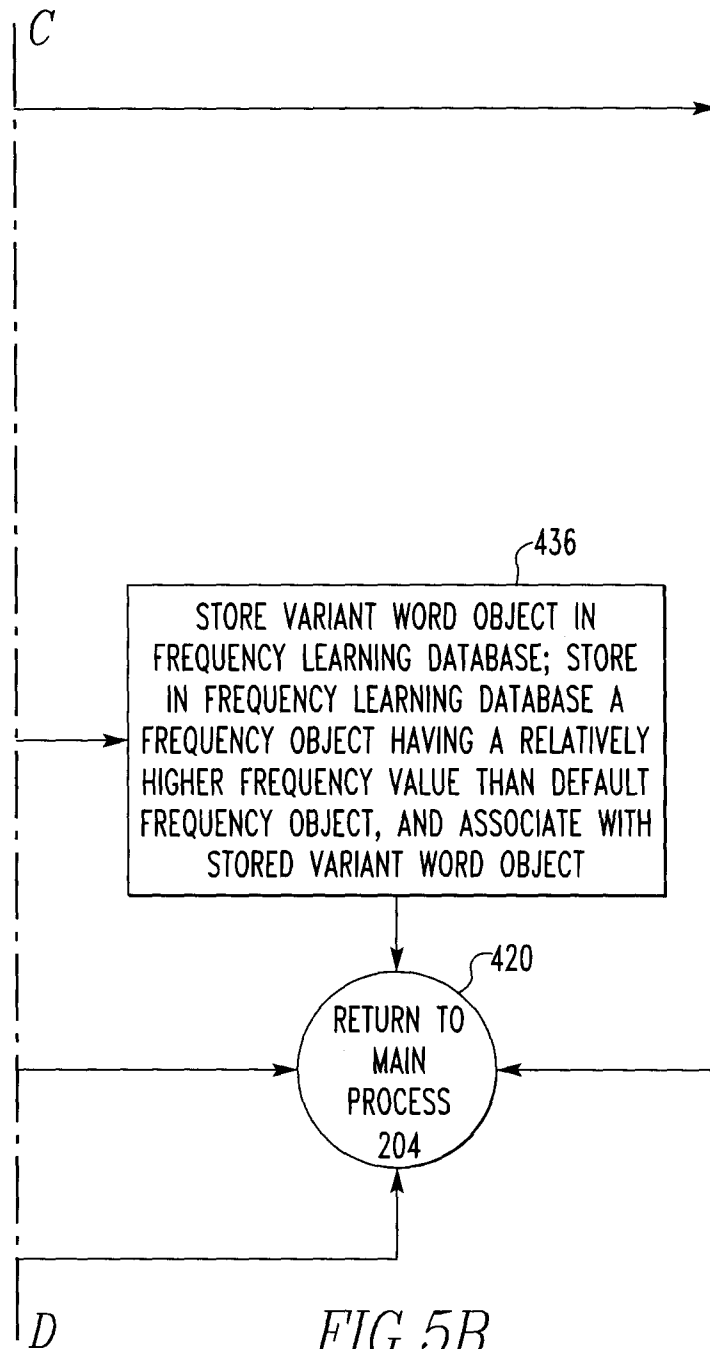 C
436
STORE VARIANT WORD OBJECT IN
FREQUENCY LEARNING DATABASE; STORE
IN FREQUENCY LEARNING DATABASE A
FREQUENCY OBJECT HAVING A RELATIVELY
HIGHER FREQUENCY VALUE THAN DEFAULT
FREQUENCY OBJECT, AND ASSOCIATE WITH
STORED VARIANT WORD OBJECT
420
RETURN TO
MAIN
PROCESS
204
D
FIG.5B